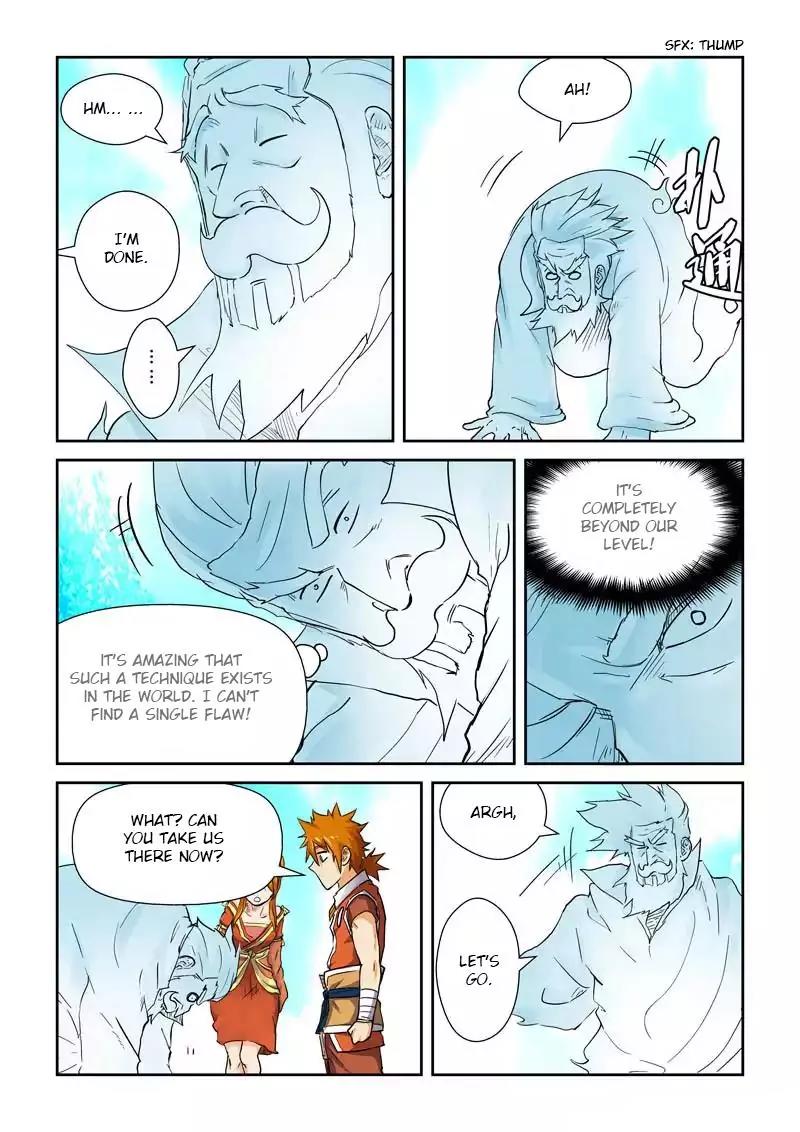 SFX: THUMP
HM... ...
I'M
DONE.
......
AH!
扑
通
IT'S AMAZING THAT
SUCH A TECHNIQUE EXISTS
IN THE WORLD. I CAN'T
FIND A SINGLE FLAW!
IT'S
COMPLETELY
BEYOND OUR
LEVEL!
WHAT? CAN
YOU TAKE US
THERE NOW?
ARGH,
LET'S
GO.